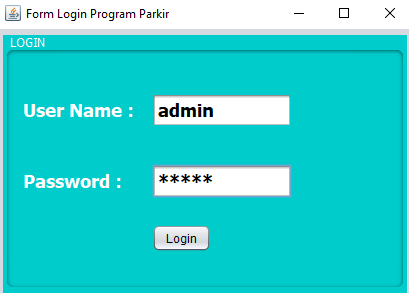 Form Login Program Parkir
LOGIN
User Name : admin
Password : *****
Login